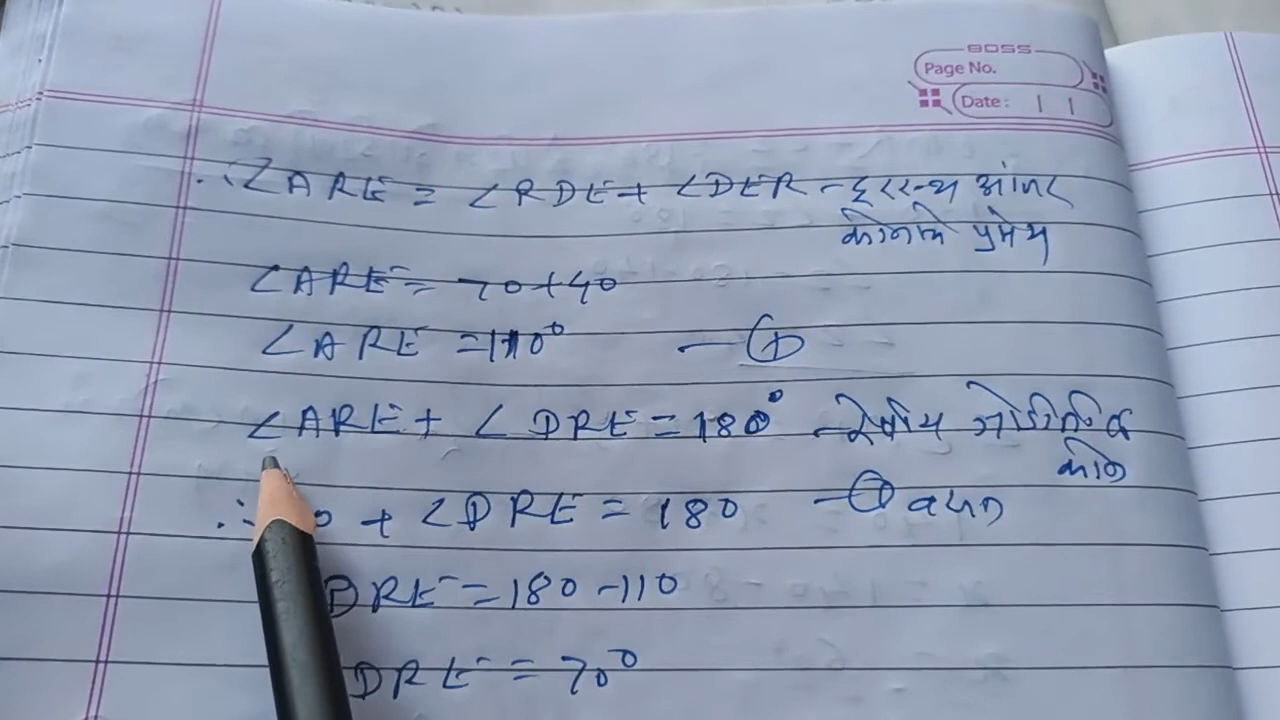 BOSS
Page No.
Date :
∴ ∠ARE = ∠RDE + ∠DER - दूरस्थ आंतर
कोनाचे प्रमेय
∠ARE = 70+40
∠ARE = 110° — ①
∠ARE + ∠DRE = 180° - रेषीय जोडीतील
कोन
∴ 0 + ∠DRE = 180 — ① वरून
DRE = 180 - 110
DRE = 70°